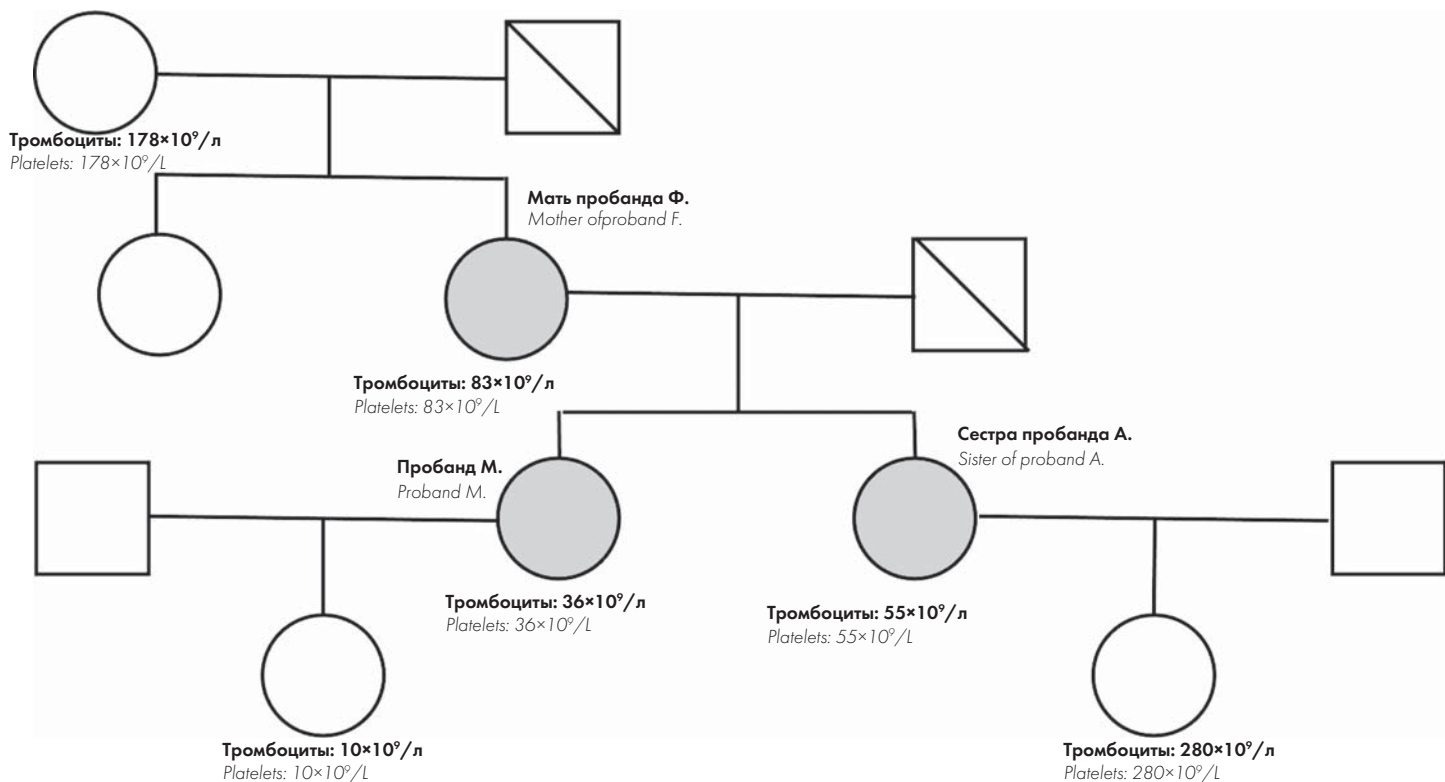 Тромбоциты: 178×10⁹/л
Platelets: 178×10⁹/L
Мать пробанда Ф.
Mother ofproband F.
Тромбоциты: 83×10⁹/л
Platelets: 83×10⁹/L
Сестра пробанда А.
Sister of proband A.
Пробанд М.
Proband M.
Тромбоциты: 36×10⁹/л
Platelets: 36×10⁹/L
Тромбоциты: 55×10⁹/л
Platelets: 55×10⁹/L
Тромбоциты: 10×10⁹/л
Platelets: 10×10⁹/L
Тромбоциты: 280×10⁹/л
Platelets: 280×10⁹/L